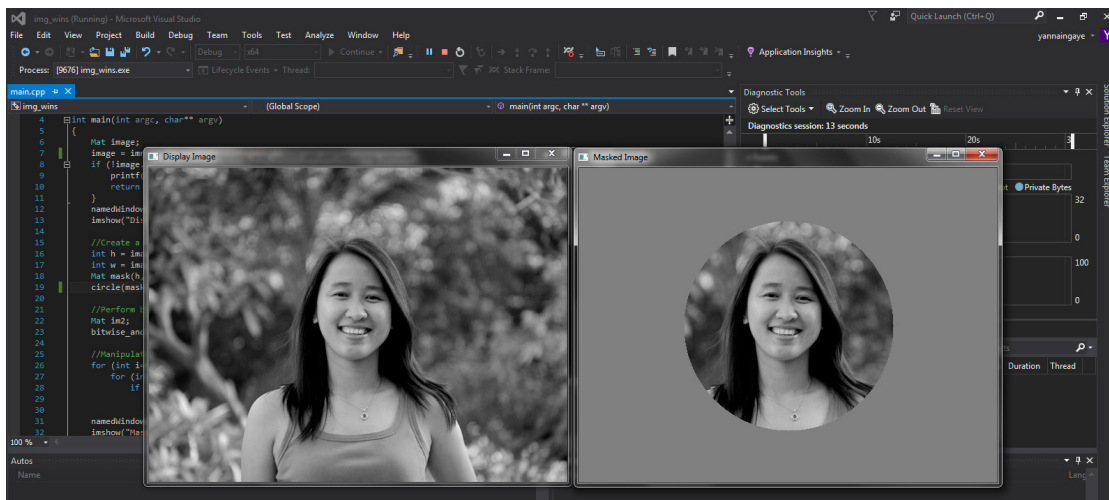 img_wins (Running) - Microsoft Visual Studio
Quick Launch (Ctrl+Q)
File Edit View Project Build Debug Team Tools Test Analyze Window Help
yannaingaye
Debug x64 Continue Application Insights
Process: [9676] img_wins.exe Lifecycle Events Thread: Stack Frame:
main.cpp
Diagnostic Tools
img_wins (Global Scope) main(int argc, char ** argv)
Select Tools Zoom In Zoom Out Reset View
Diagnostics session: 13 seconds
10s 20s 3
4 int main(int argc, char** argv)
5 {
6 Mat image;
7 image = im
8 if (!image.
9 printf(
10 return
11 }
12 namedWindow
13 imshow("Dis
14
15 //Create a
16 int h = ima
17 int w = ima
18 Mat mask(h,
19 circle(mask
20
21 //Perform b
22 Mat im2;
23 bitwise_and
24
25 //Manipulat
26 for (int i=
27 for (in
28 if
29
30
31 namedWindow
32 imshow("Mas
100 %
Display Image
Masked Image
Private Bytes
32
0
100
0
Duration Thread
Solution Explorer
Team Explorer
Autos
Name
Lang